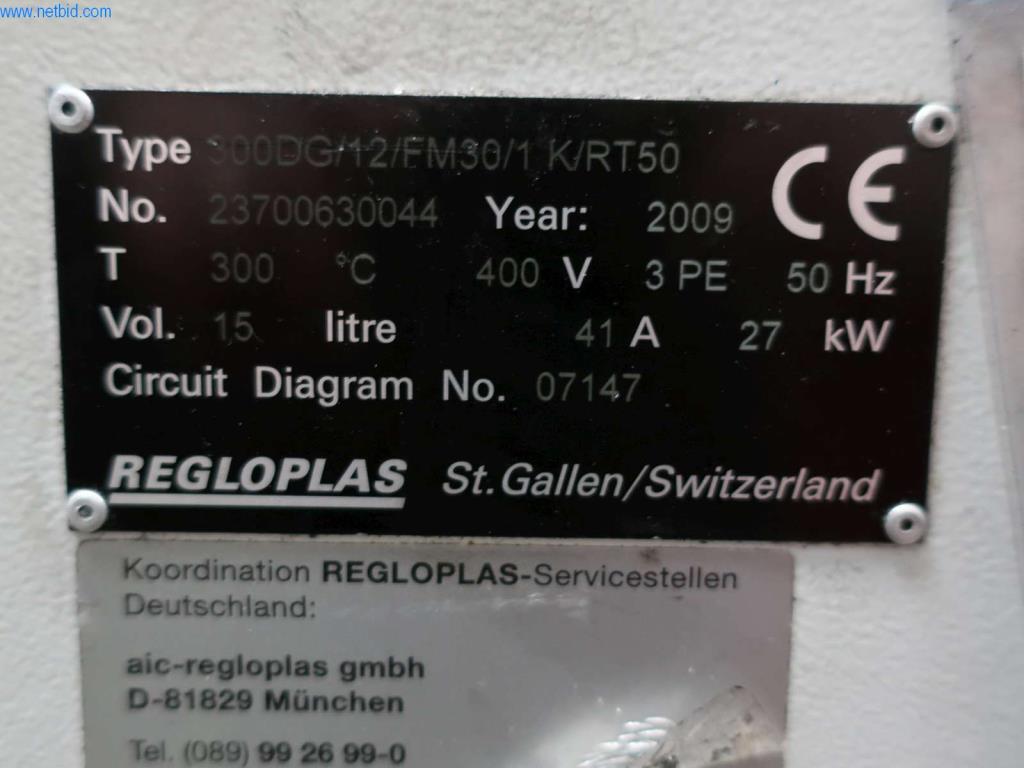 www.netbid.com
Type 300DG/12/FM30/1 K/RT50
No. 23700630044 Year: 2009 CE
T 300 °C 400 V 3 PE 50 Hz
Vol. 15 litre 41 A 27 kW
Circuit Diagram No. 07147
REGLOPLAS St. Gallen/Switzerland
Koordination REGLOPLAS-Servicestellen
Deutschland:
aic-regloplas gmbh
D-81829 München
Tel. (089) 99 26 99-0